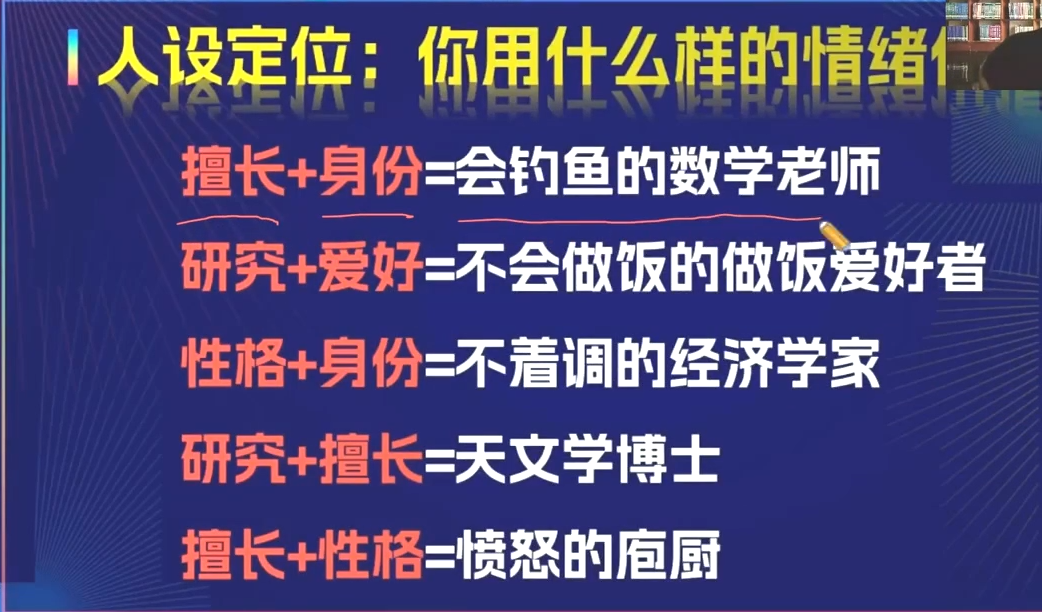 人设定位：你用什么样的情绪
擅长+身份=会钓鱼的数学老师
研究+爱好=不会做饭的做饭爱好者
性格+身份=不着调的经济学家
研究+擅长=天文学博士
擅长+性格=愤怒的庖厨